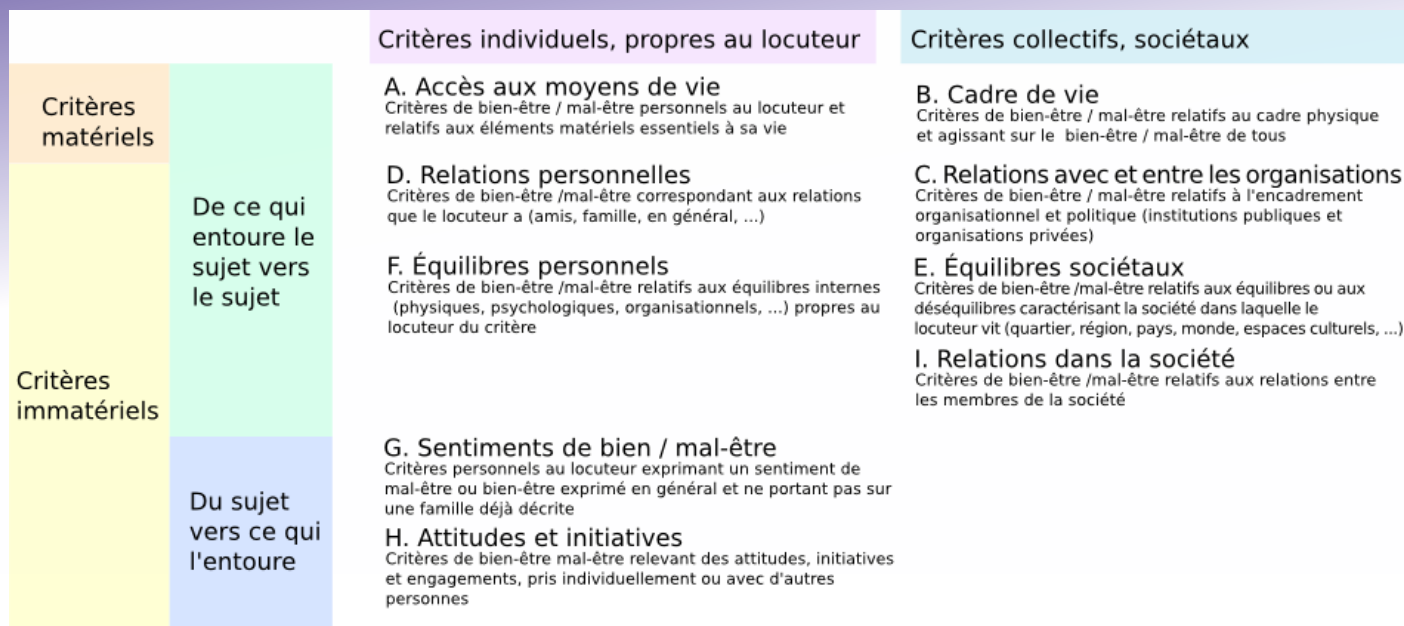 Critères individuels, propres au locuteur
Critères collectifs, sociétaux
Critères
matériels
De ce qui
entoure le
sujet vers
le sujet
Critères
immatériels
Du sujet
vers ce qui
l'entoure
A. Accès aux moyens de vie
Critères de bien-être / mal-être personnels au locuteur et
relatifs aux éléments matériels essentiels à sa vie
B. Cadre de vie
Critères de bien-être / mal-être relatifs au cadre physique
et agissant sur le bien-être / mal-être de tous
D. Relations personnelles
Critères de bien-être /mal-être correspondant aux relations
que le locuteur a (amis, famille, en général, ...)
C. Relations avec et entre les organisations
Critères de bien-être / mal-être relatifs à l'encadrement
organisationnel et politique (institutions publiques et
organisations privées)
F. Équilibres personnels
Critères de bien-être /mal-être relatifs aux équilibres internes
(physiques, psychologiques, organisationnels, ...) propres au
locuteur du critère
E. Équilibres sociétaux
Critères de bien-être /mal-être relatifs aux équilibres ou aux
déséquilibres caractérisant la société dans laquelle le
locuteur vit (quartier, région, pays, monde, espaces culturels, ...)
I. Relations dans la société
Critères de bien-être /mal-être relatifs aux relations entre
les membres de la société
G. Sentiments de bien / mal-être
Critères personnels au locuteur exprimant un sentiment de
mal-être ou bien-être exprimé en général et ne portant pas sur
une famille déjà décrite
H. Attitudes et initiatives
Critères de bien-être mal-être relevant des attitudes, initiatives
et engagements, pris individuellement ou avec d'autres
personnes